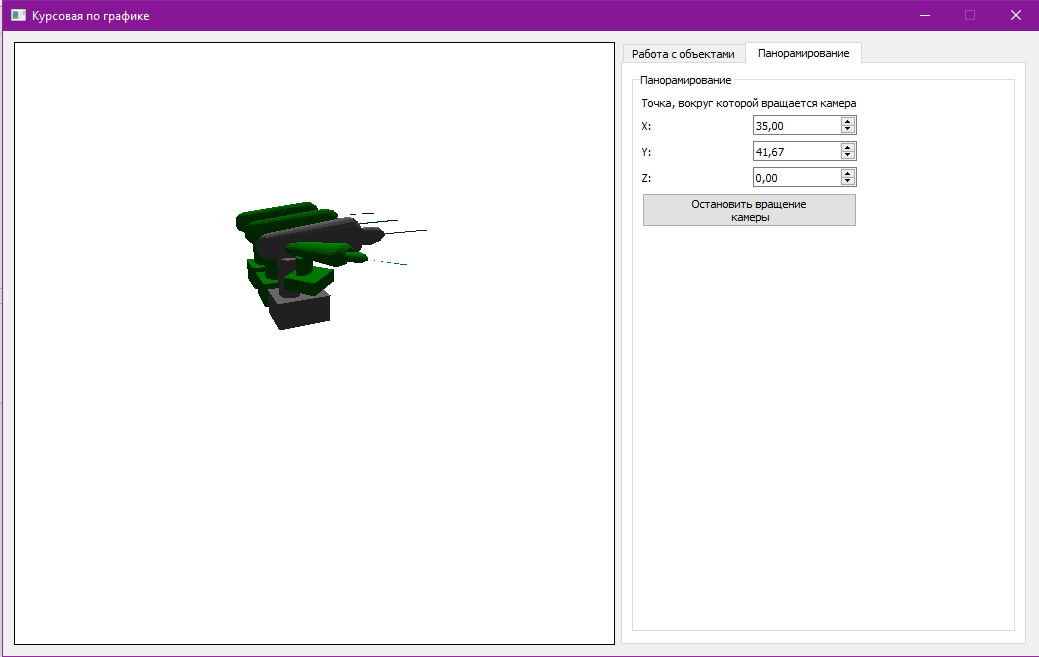 Курсовая по графике
Работа с объектами
Панорамирование
Панорамирование
Точка, вокруг которой вращается камера
X:
35,00
Y:
41,67
Z:
0,00
Остановить вращение
камеры